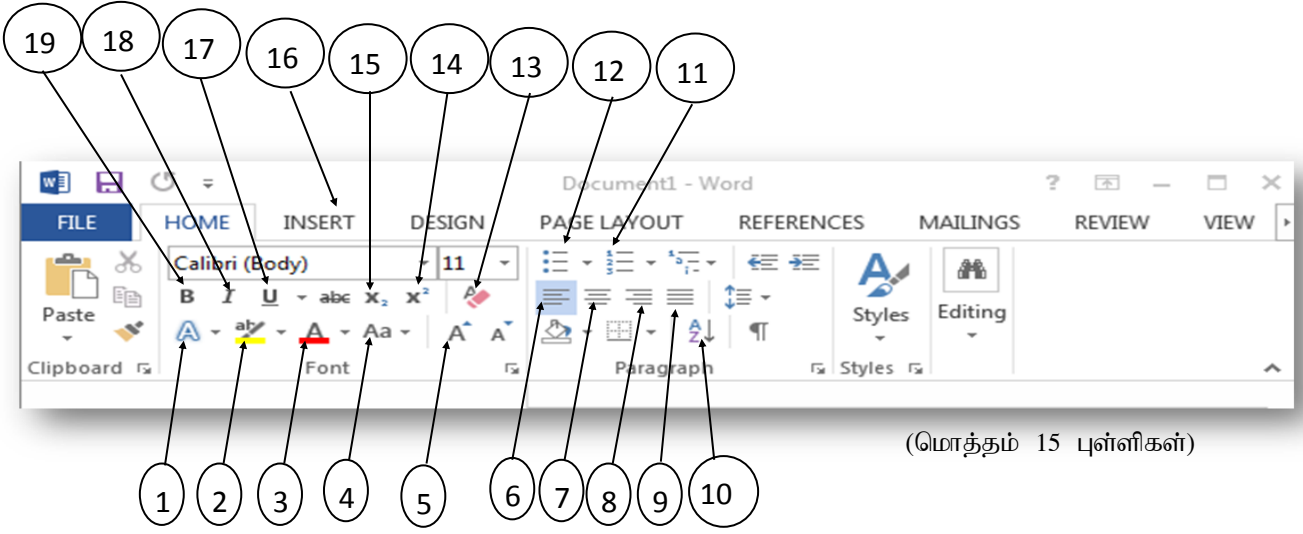 19 18 17 16 15 14 13 12 11
Document1 - Word ?
FILE HOME INSERT DESIGN PAGE LAYOUT REFERENCES MAILINGS REVIEW VIEW
Calibri (Body) 11
B I U abc x₂ x² A
Paste Styles Editing
A ab A Aa A A A Z ¶
Clipboard Font Paragraph Styles
(மொத்தம் 15 புள்ளிகள்)
1 2 3 4 5 6 7 8 9 10